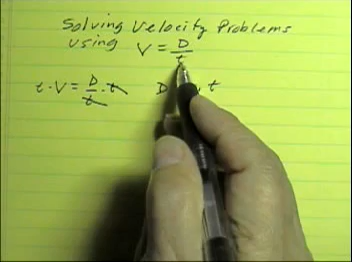 Solving Velocity Problems
using V = D/t
t · V = D/t · t   D   , t